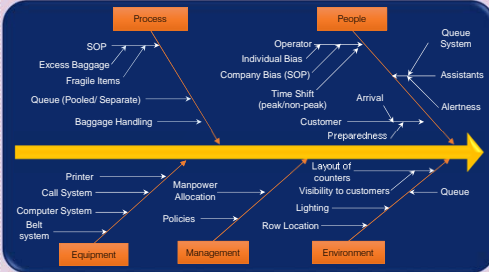 Process
People
SOP
Excess Baggage
Fragile Items
Queue (Pooled/ Separate)
Baggage Handling
Operator
Individual Bias
Company Bias (SOP)
Time Shift
(peak/non-peak)
Queue
System
Assistants
Alertness
Arrival
Customer
Preparedness
Printer
Call System
Computer System
Belt
system
Manpower
Allocation
Policies
Layout of
counters
Visibility to customers
Queue
Lighting
Row Location
Equipment
Management
Environment